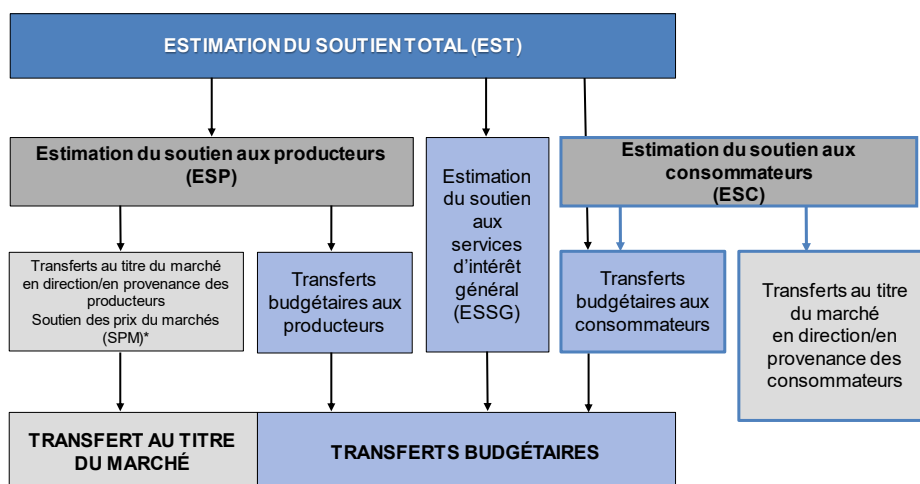 ESTIMATION DU SOUTIEN TOTAL (EST)
Estimation du soutien aux producteurs
(ESP)
Estimation
du soutien
aux
services
d'intérêt
général
(ESSG)
Estimation du soutien aux
consommateurs
(ESC)
Transferts au titre du marché
en direction/en provenance des
producteurs
Soutien des prix du marchés
(SPM)*
Transferts
budgétaires aux
producteurs
Transferts
budgétaires aux
consommateurs
Transferts au titre
du marché
en direction/en
provenance des
consommateurs
TRANSFERT AU TITRE
DU MARCHÉ
TRANSFERTS BUDGÉTAIRES